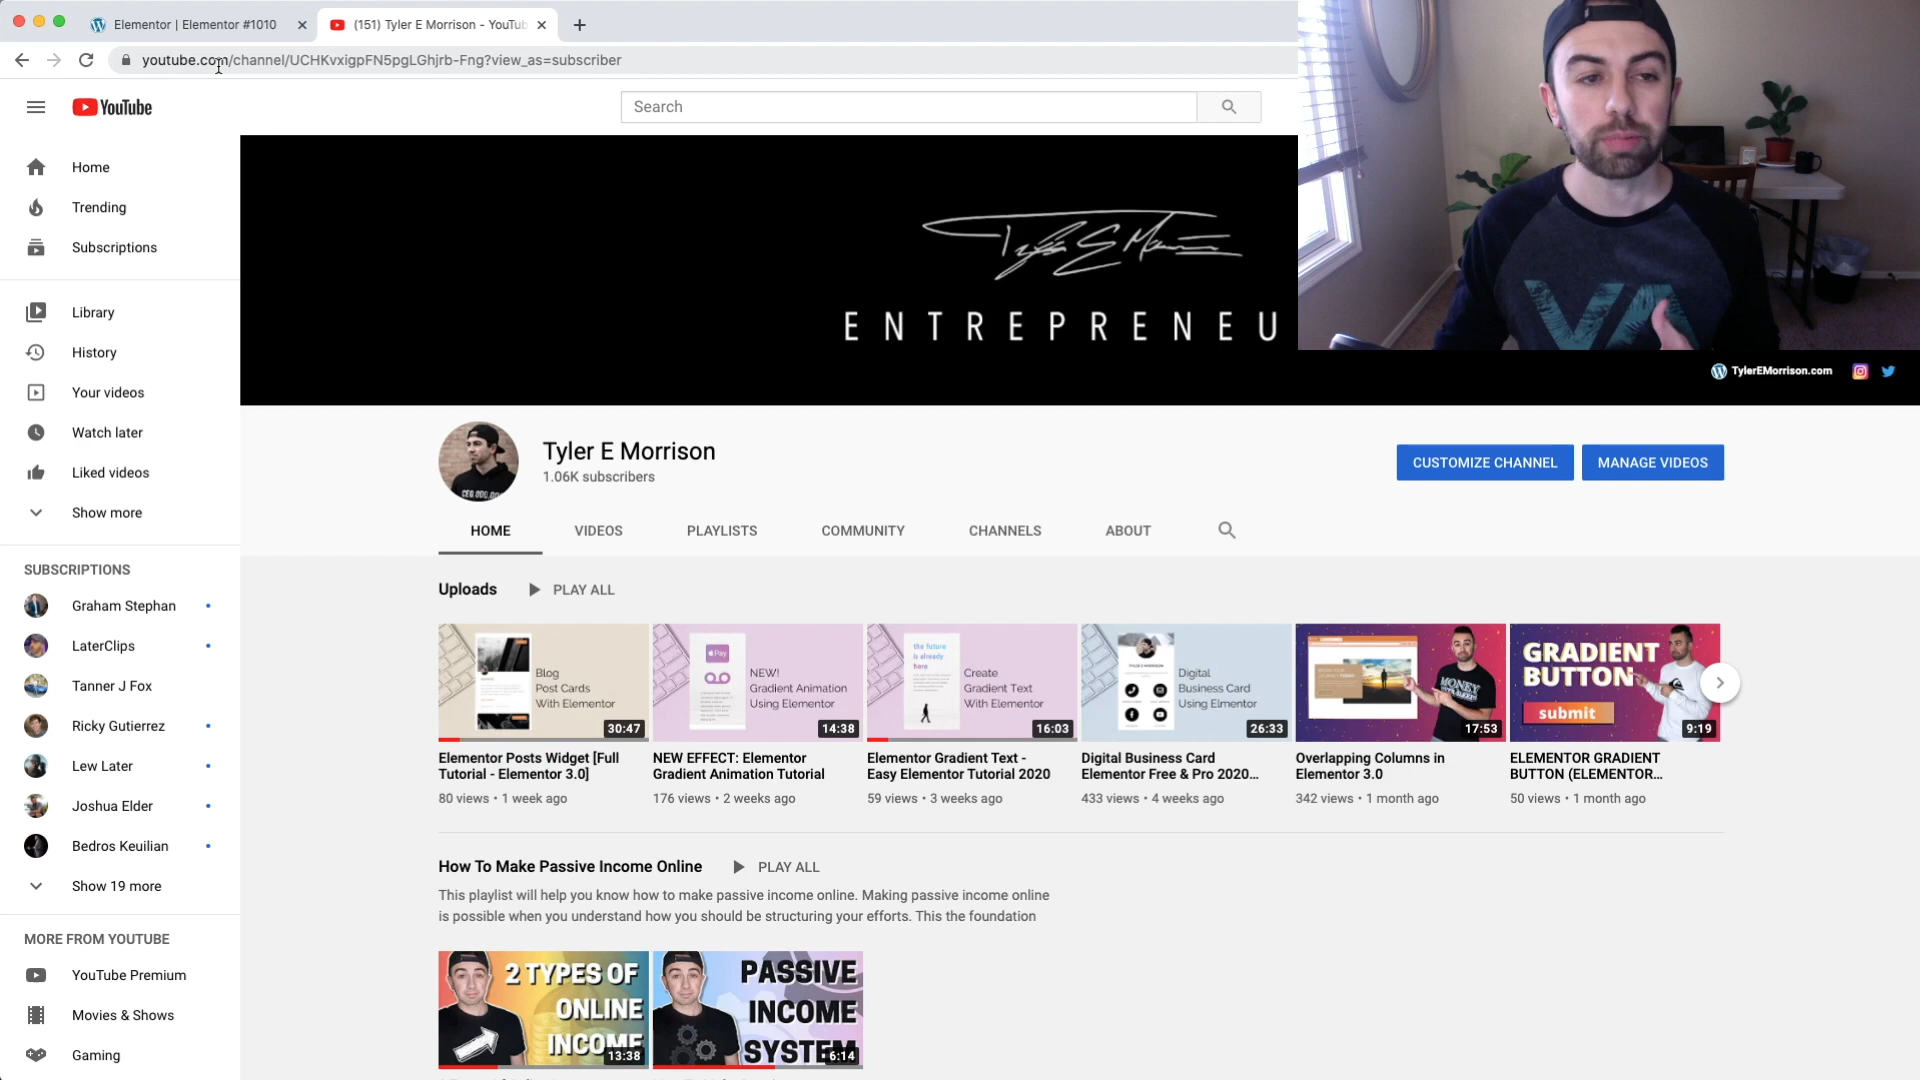 Elementor | Elementor #1010
(151) Tyler E Morrison - YouTub
youtube.com/channel/UCHKvxigpFN5pgLGhjrb-Fng?view_as=subscriber
YouTube
Search
Home
Trending
Subscriptions
Library
History
Your videos
Watch later
Liked videos
Show more
SUBSCRIPTIONS
Graham Stephan
LaterClips
Tanner J Fox
Ricky Gutierrez
Lew Later
Joshua Elder
Bedros Keuilian
Show 19 more
MORE FROM YOUTUBE
YouTube Premium
Movies & Shows
Gaming
Tyler E Morrison
ENTREPRENEU
VA
TylerEMorrison.com
Tyler E Morrison
1.06K subscribers
CUSTOMIZE CHANNEL
MANAGE VIDEOS
HOME
VIDEOS
PLAYLISTS
COMMUNITY
CHANNELS
ABOUT
Uploads
PLAY ALL
Blog
Post Cards
With Elementor
30:47
Elementor Posts Widget [Full
Tutorial - Elementor 3.0]
80 views • 1 week ago
Pay
NEW!
Gradient Animation
Using Elementor
14:38
NEW EFFECT: Elementor
Gradient Animation Tutorial
176 views • 2 weeks ago
the future
is already
here
Create
Gradient Text
With Elementor
16:03
Elementor Gradient Text -
Easy Elementor Tutorial 2020
59 views • 3 weeks ago
Digital
Business Card
Using Elmentor
26:33
Digital Business Card
Elementor Free & Pro 2020...
433 views • 4 weeks ago
MONEY
17:53
Overlapping Columns in
Elementor 3.0
342 views • 1 month ago
GRADIENT
BUTTON
submit
9:19
ELEMENTOR GRADIENT
BUTTON (ELEMENTOR...
50 views • 1 month ago
How To Make Passive Income Online
PLAY ALL
This playlist will help you know how to make passive income online. Making passive income online
is possible when you understand how you should be structuring your efforts. This the foundation
2 TYPES OF
ONLINE
INCOME
13:38
PASSIVE
INCOME
SYSTEM
6:14